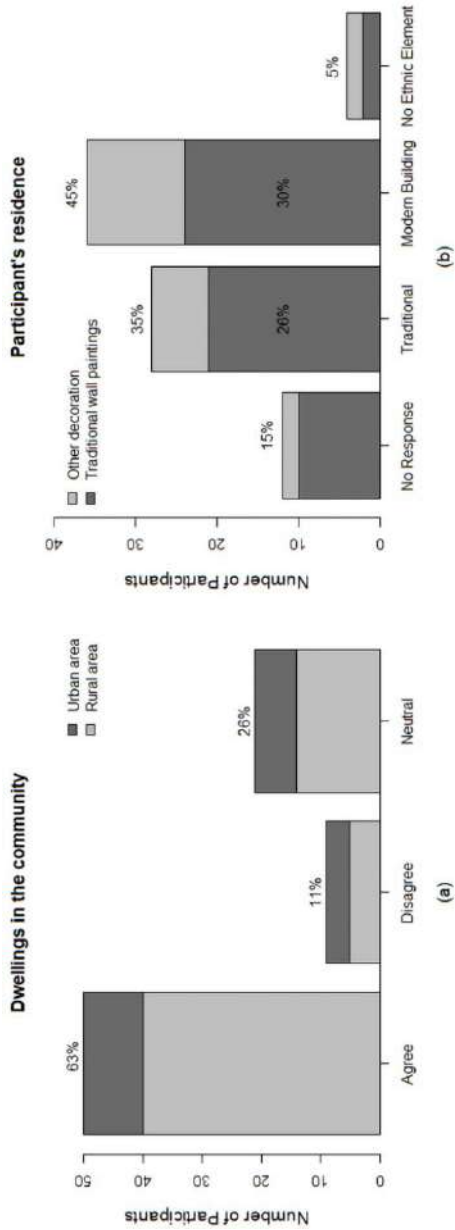 Dwellings in the community
Number of Participants
50
40
30
20
10
0
63%
11%
26%
Urban area
Rural area
Agree
Disagree
Neutral
(a)
Participant's residence
Number of Participants
40
30
20
10
0
Other decoration
Traditional wall paintings
15%
35%
26%
45%
30%
5%
No Response
Traditional
Modern Building
No Ethnic Element
(b)